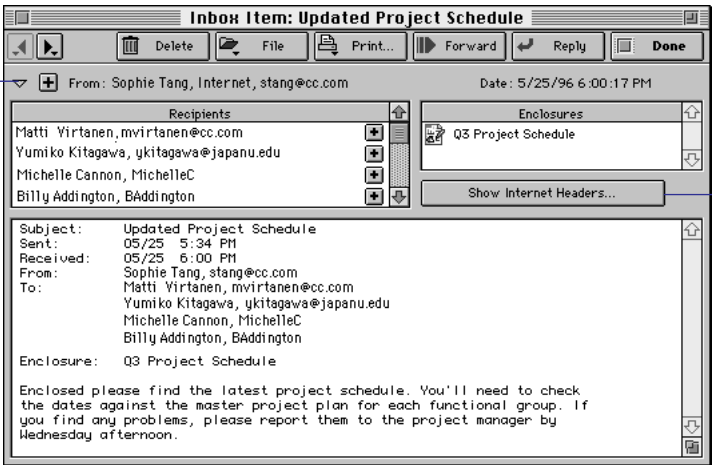 Inbox Item: Updated Project Schedule
Delete File Print... Forward Reply Done
From: Sophie Tang, Internet, stang@cc.com Date: 5/25/96 6:00:17 PM
Recipients
Matti Virtanen, mvirtanen@cc.com
Yumiko Kitagawa, ykitagawa@japanu.edu
Michelle Cannon, MichelleC
Billy Addington, BAddington
Enclosures
Q3 Project Schedule
Show Internet Headers...
Subject: Updated Project Schedule
Sent: 05/25 5:34 PM
Received: 05/25 6:00 PM
From: Sophie Tang, stang@cc.com
To: Matti Virtanen, mvirtanen@cc.com
Yumiko Kitagawa, ykitagawa@japanu.edu
Michelle Cannon, MichelleC
Billy Addington, BAddington
Enclosure: Q3 Project Schedule
Enclosed please find the latest project schedule. You'll need to check
the dates against the master project plan for each functional group. If
you find any problems, please report them to the project manager by
Wednesday afternoon.